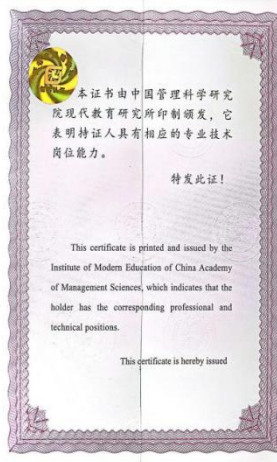 本证书由中国管理科学研究
院现代教育研究所印制颁发，它
表明持证人具有相应的专业技术
岗位能力。
特发此证！
This certificate is printed and issued by the
Institute of Modern Education of China Academy
of Management Sciences, which indicates that the
holder has the corresponding professional and
technical positions.
This certificate is hereby issued